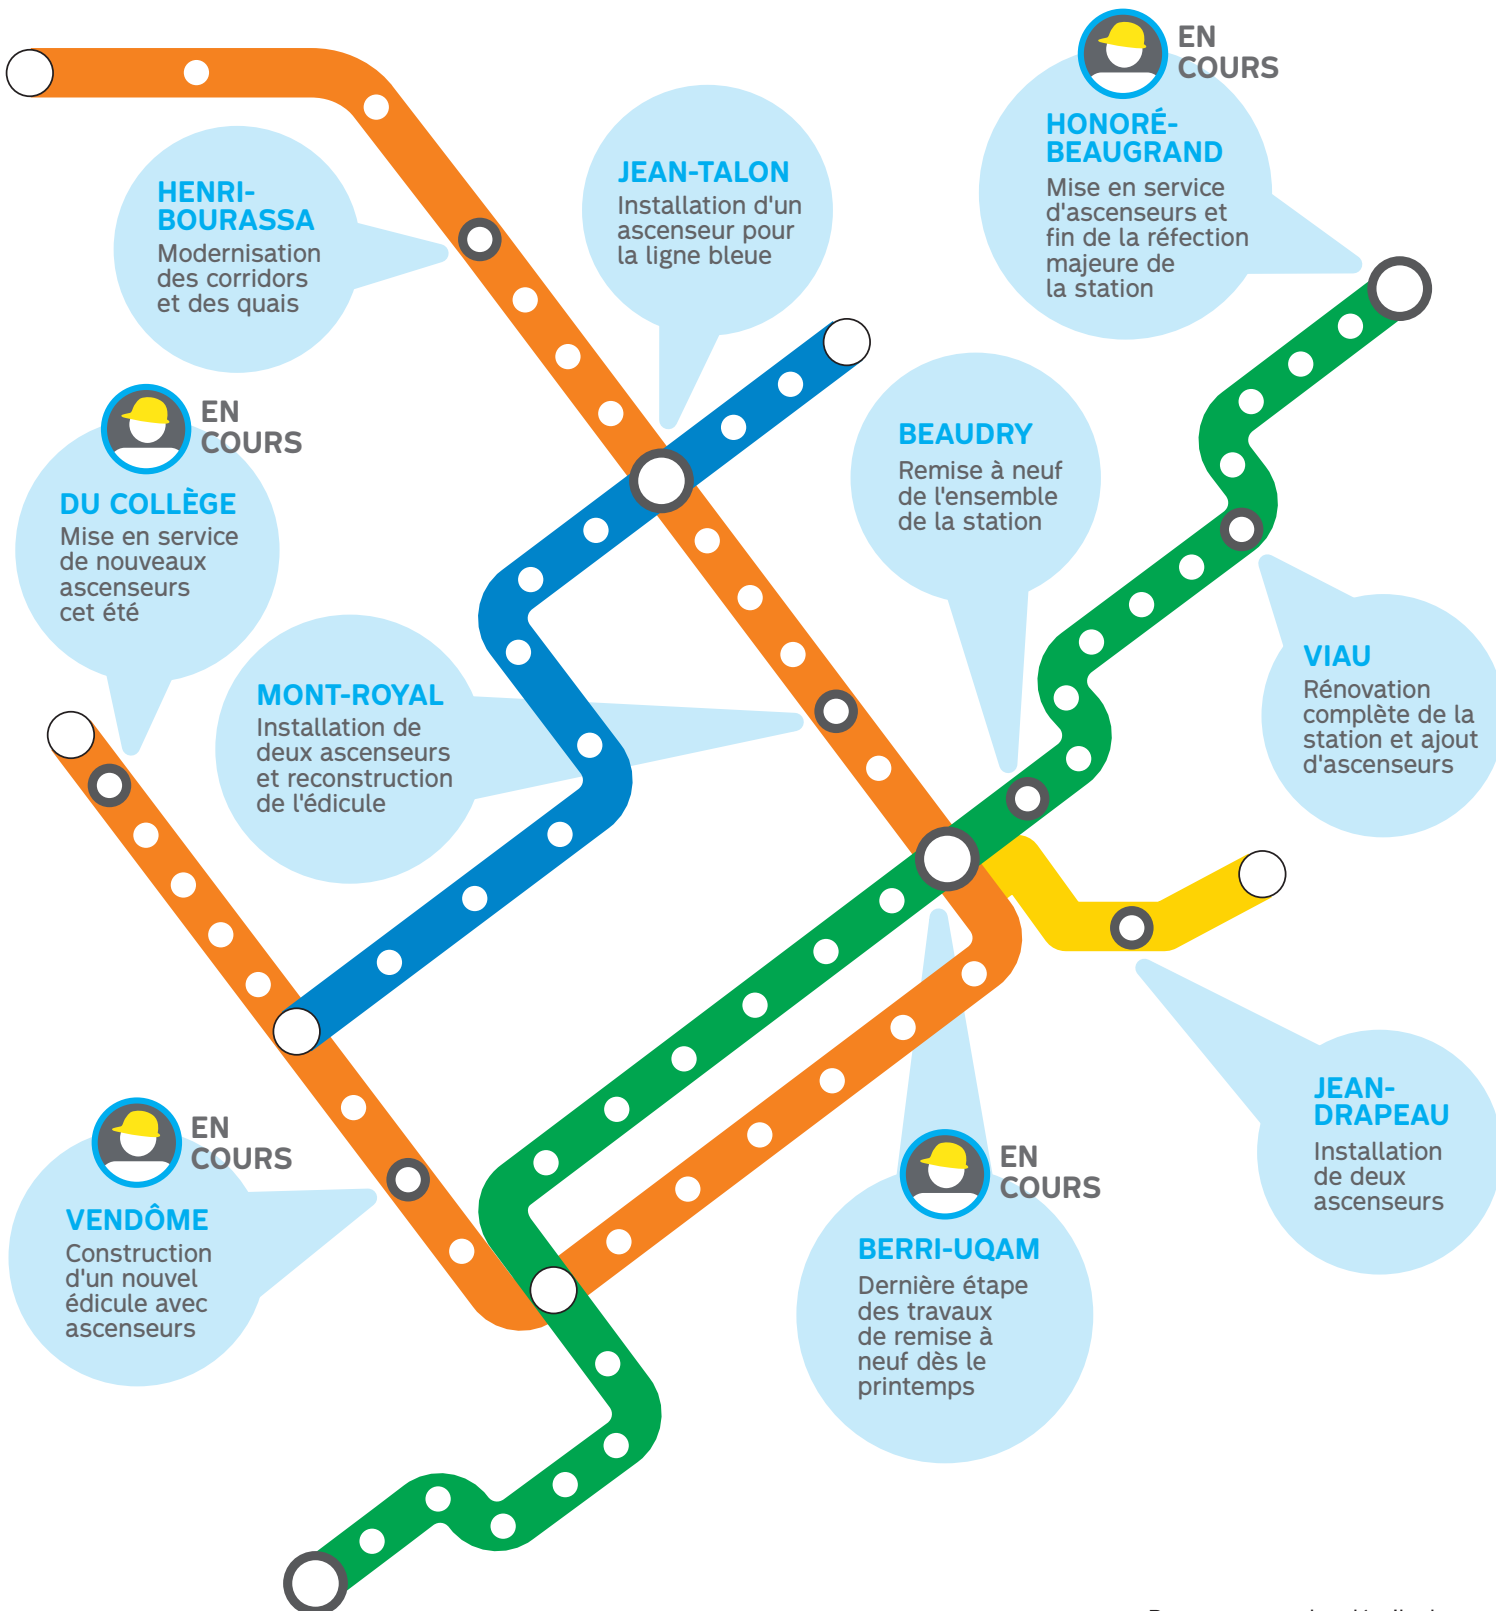 EN
COURS
HONORÉ-
BEAUGRAND
Mise en service
d'ascenseurs et
fin de la réfection
majeure de
la station
JEAN-TALON
Installation d'un
ascenseur pour
la ligne bleue
HENRI-
BOURASSA
Modernisation
des corridors
et des quais
EN
COURS
DU COLLÈGE
Mise en service
de nouveaux
ascenseurs
cet été
BEAUDRY
Remise à neuf
de l'ensemble
de la station
VIAU
Rénovation
complète de la
station et ajout
d'ascenseurs
MONT-ROYAL
Installation de
deux ascenseurs
et reconstruction
de l'édicule
JEAN-
DRAPEAU
Installation
de deux
ascenseurs
EN
COURS
VENDÔME
Construction
d'un nouvel
édicule avec
ascenseurs
EN
COURS
BERRI-UQAM
Dernière étape
des travaux
de remise à
neuf dès le
printemps